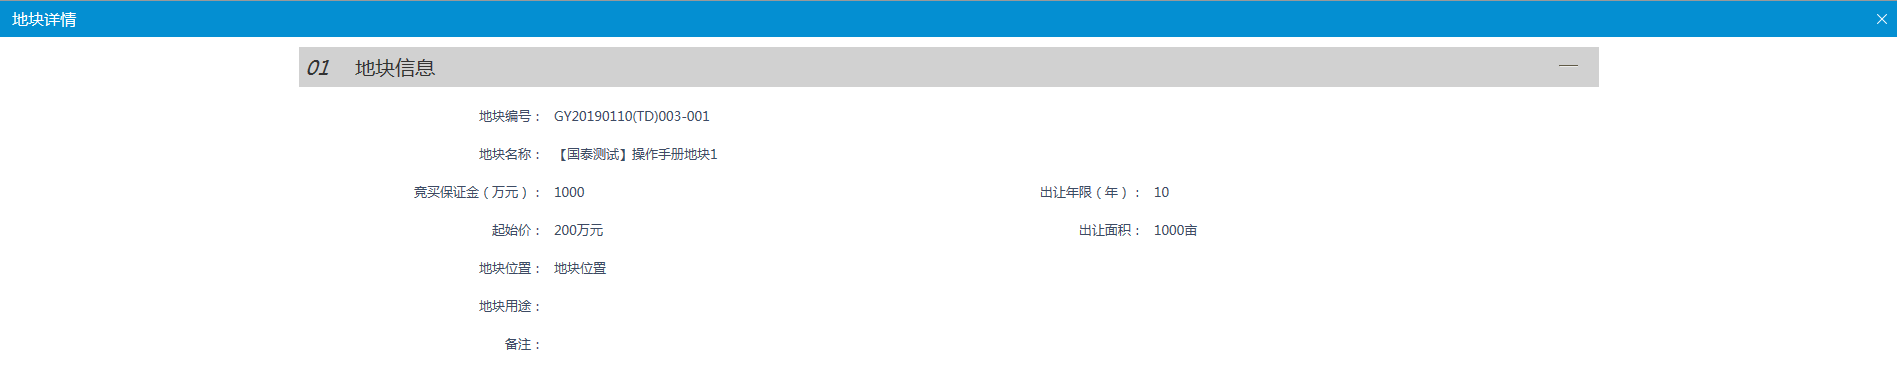 地块详情
01 地块信息
地块编号： GY20190110(TD)003-001
地块名称： 【国泰测试】操作手册地块1
竞买保证金（万元）： 1000 出让年限（年）： 10
起始价： 200万元 出让面积： 1000亩
地块位置： 地块位置
地块用途：
备注：